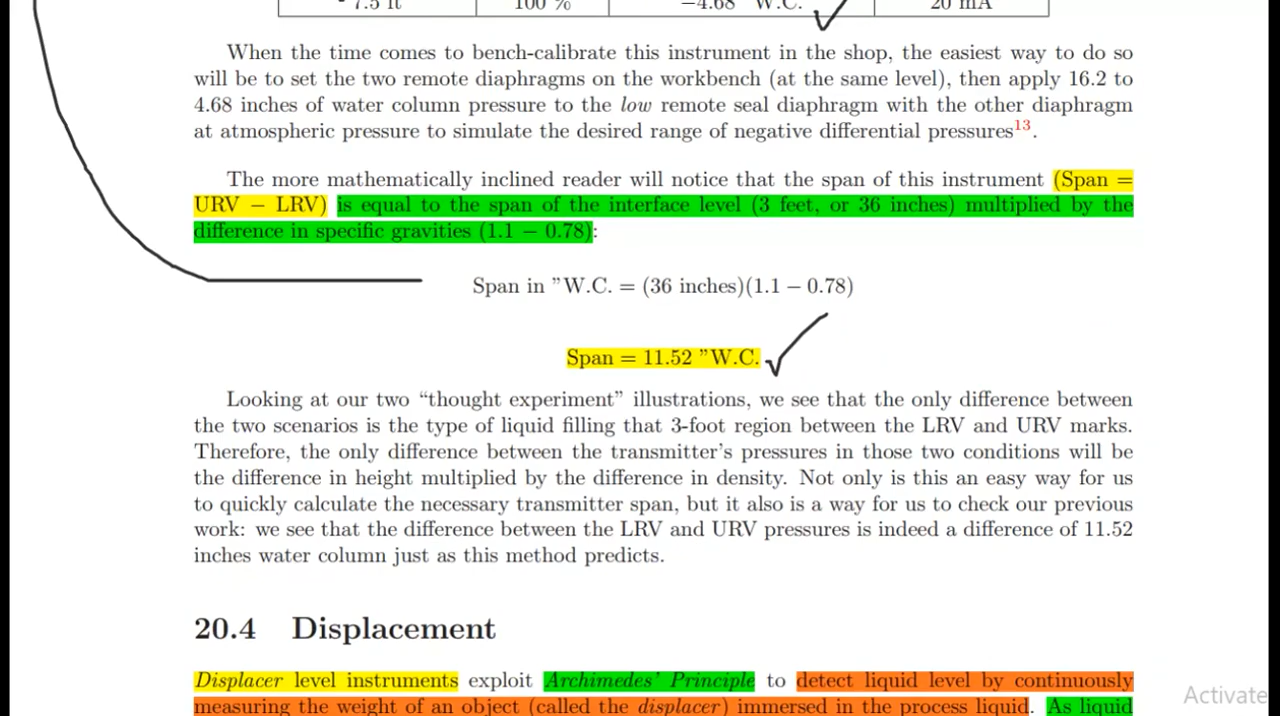 7.5 ft 100 % −4.68 "W.C. 20 mA
When the time comes to bench-calibrate this instrument in the shop, the easiest way to do so
will be to set the two remote diaphragms on the workbench (at the same level), then apply 16.2 to
4.68 inches of water column pressure to the low remote seal diaphragm with the other diaphragm
at atmospheric pressure to simulate the desired range of negative differential pressures13.
The more mathematically inclined reader will notice that the span of this instrument (Span =
URV − LRV) is equal to the span of the interface level (3 feet, or 36 inches) multiplied by the
difference in specific gravities (1.1 − 0.78):
Span in ”W.C. = (36 inches)(1.1 − 0.78)
Span = 11.52 ”W.C.
Looking at our two “thought experiment” illustrations, we see that the only difference between
the two scenarios is the type of liquid filling that 3-foot region between the LRV and URV marks.
Therefore, the only difference between the transmitter’s pressures in those two conditions will be
the difference in height multiplied by the difference in density. Not only is this an easy way for us
to quickly calculate the necessary transmitter span, but it also is a way for us to check our previous
work: we see that the difference between the LRV and URV pressures is indeed a difference of 11.52
inches water column just as this method predicts.
20.4 Displacement
Displacer level instruments exploit Archimedes’ Principle to detect liquid level by continuously
measuring the weight of an object (called the displacer) immersed in the process liquid. As liquid
Activate